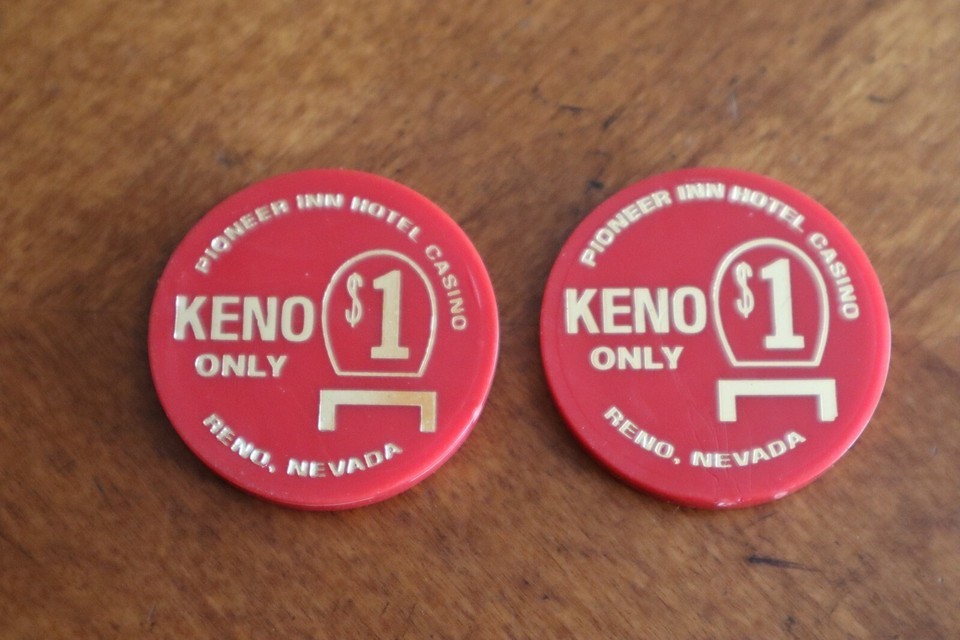 PIONEER INN HOTEL CASINO
KENO
ONLY
$1
RENO, NEVADA
PIONEER INN HOTEL CASINO
KENO
ONLY
$1
RENO, NEVADA